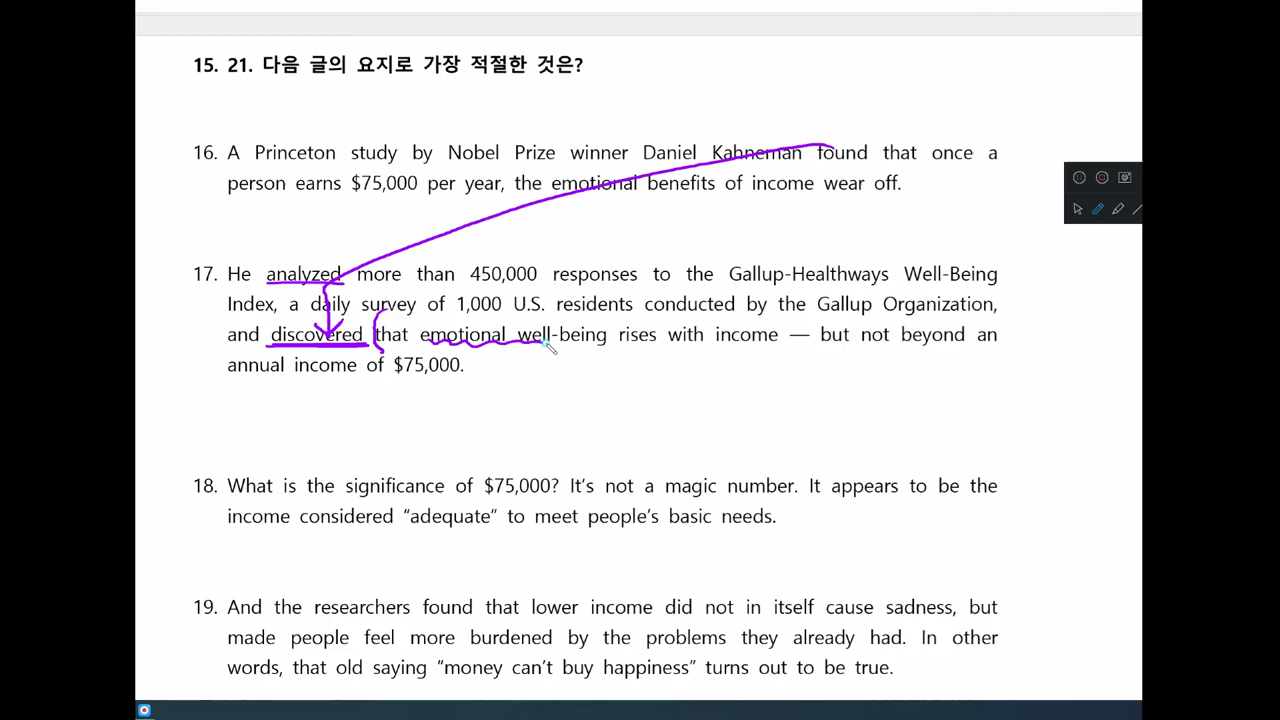 15. 21. 다음 글의 요지로 가장 적절한 것은?
16. A Princeton study by Nobel Prize winner Daniel Kahneman found that once a
person earns $75,000 per year, the emotional benefits of income wear off.
17. He analyzed more than 450,000 responses to the Gallup-Healthways Well-Being
Index, a daily survey of 1,000 U.S. residents conducted by the Gallup Organization,
and discovered that emotional well-being rises with income — but not beyond an
annual income of $75,000.
18. What is the significance of $75,000? It’s not a magic number. It appears to be the
income considered “adequate“ to meet people’s basic needs.
19. And the researchers found that lower income did not in itself cause sadness, but
made people feel more burdened by the problems they already had. In other
words, that old saying “money can’t buy happiness“ turns out to be true.